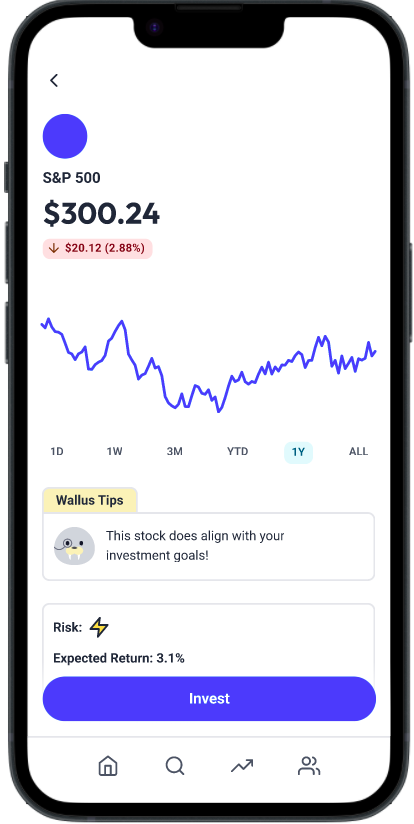 S&P 500
$300.24
$20.12 (2.88%)
1D 1W 3M YTD 1Y ALL
Wallus Tips
This stock does align with your
investment goals!
Risk:
Expected Return: 3.1%
Invest